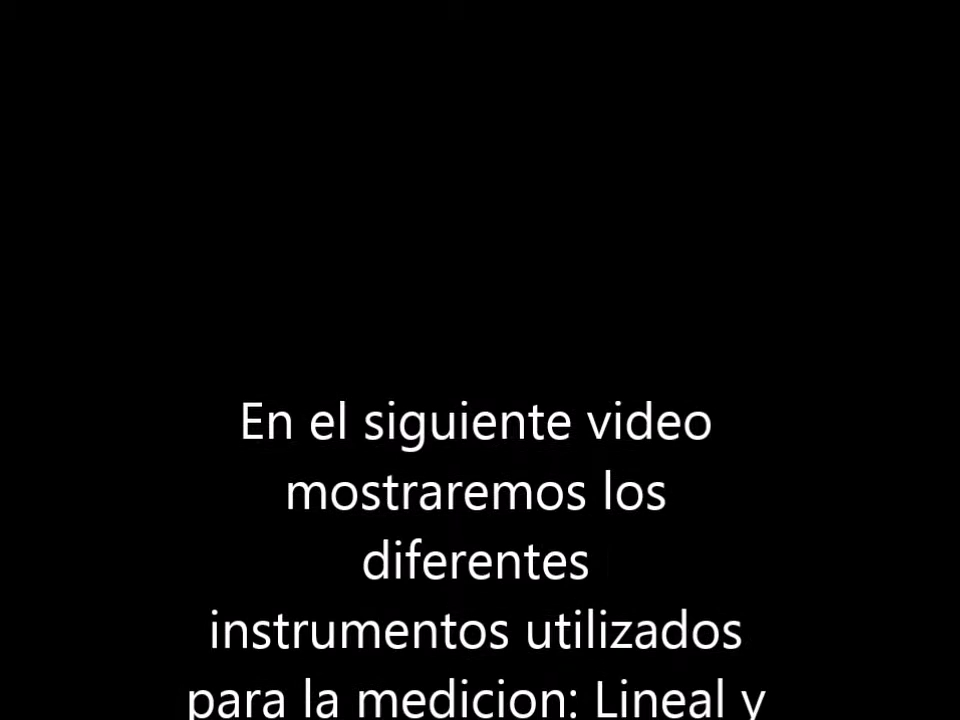 En el siguiente video
mostraremos los
diferentes
instrumentos utilizados
para la medicion: Lineal y